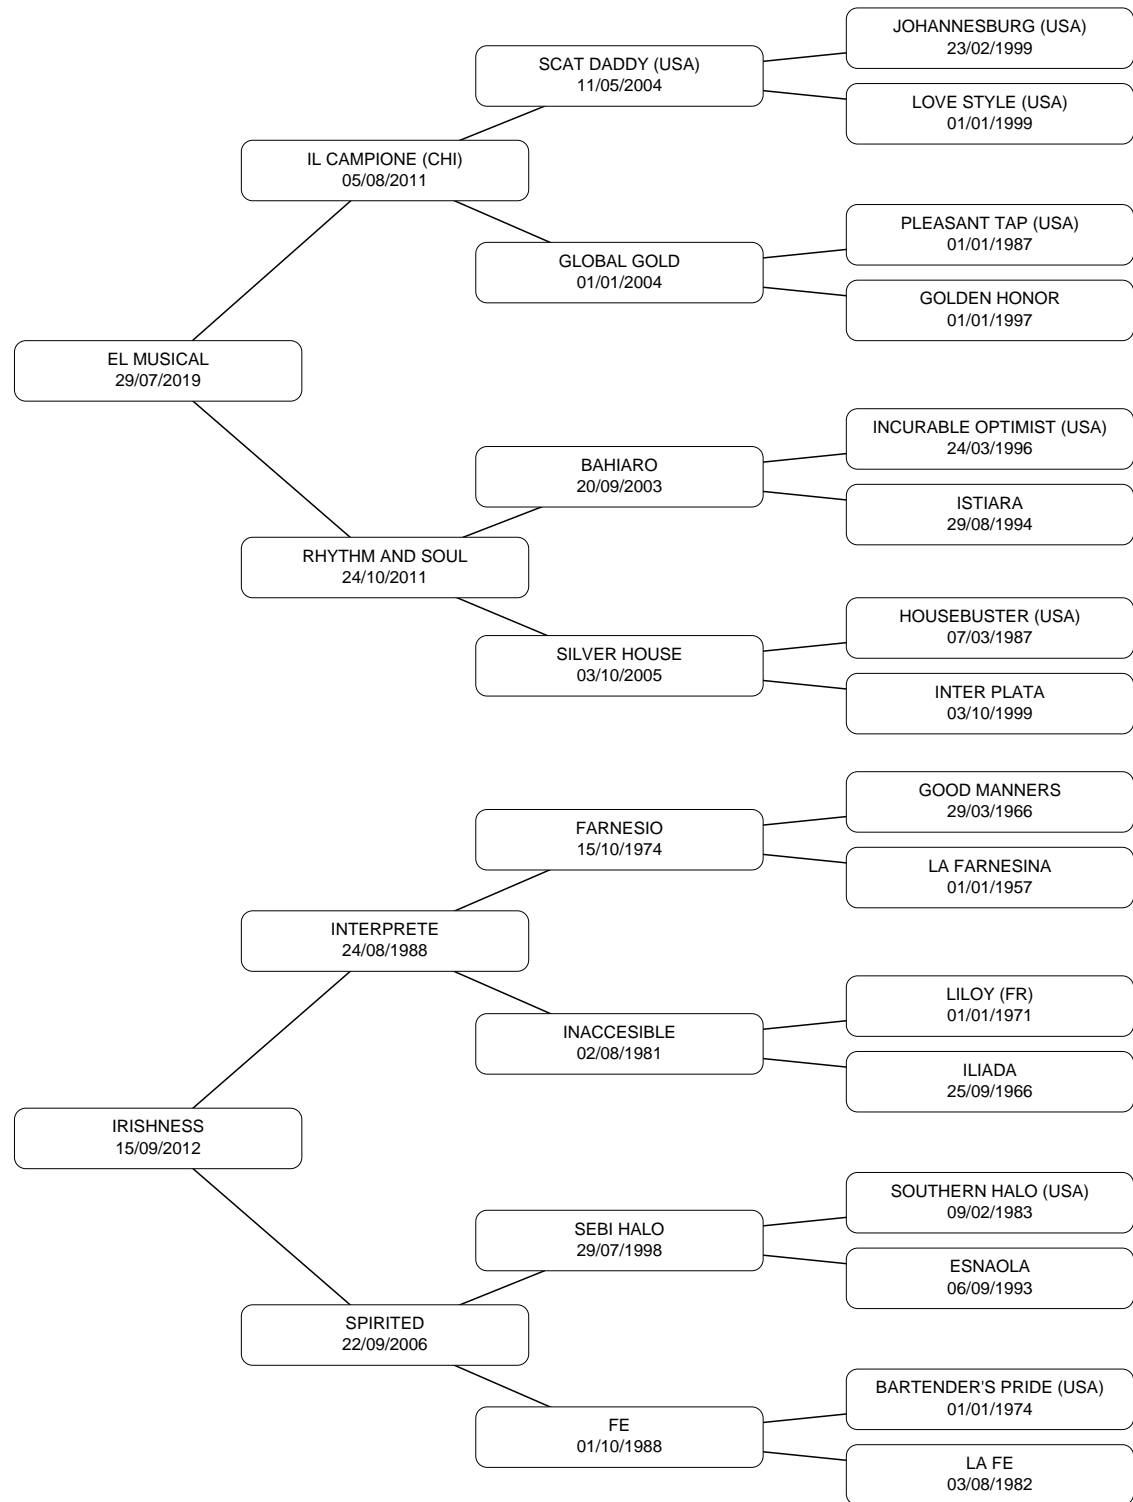 JOHANNESBURG (USA)
23/02/1999
SCAT DADDY (USA)
11/05/2004
LOVE STYLE (USA)
01/01/1999
IL CAMPIONE (CHI)
05/08/2011
PLEASANT TAP (USA)
01/01/1987
GLOBAL GOLD
01/01/2004
GOLDEN HONOR
01/01/1997
EL MUSICAL
29/07/2019
INCURABLE OPTIMIST (USA)
24/03/1996
BAHIARO
20/09/2003
ISTIARA
29/08/1994
RHYTHM AND SOUL
24/10/2011
HOUSEBUSTER (USA)
07/03/1987
SILVER HOUSE
03/10/2005
INTER PLATA
03/10/1999
GOOD MANNERS
29/03/1966
FARNESIO
15/10/1974
LA FARNESINA
01/01/1957
INTERPRETE
24/08/1988
LILOY (FR)
01/01/1971
INACCESIBLE
02/08/1981
ILIADA
25/09/1966
IRISHNESS
15/09/2012
SOUTHERN HALO (USA)
09/02/1983
SEBI HALO
29/07/1998
ESNAOLA
06/09/1993
SPIRITED
22/09/2006
BARTENDER'S PRIDE (USA)
01/01/1974
FE
01/10/1988
LA FE
03/08/1982